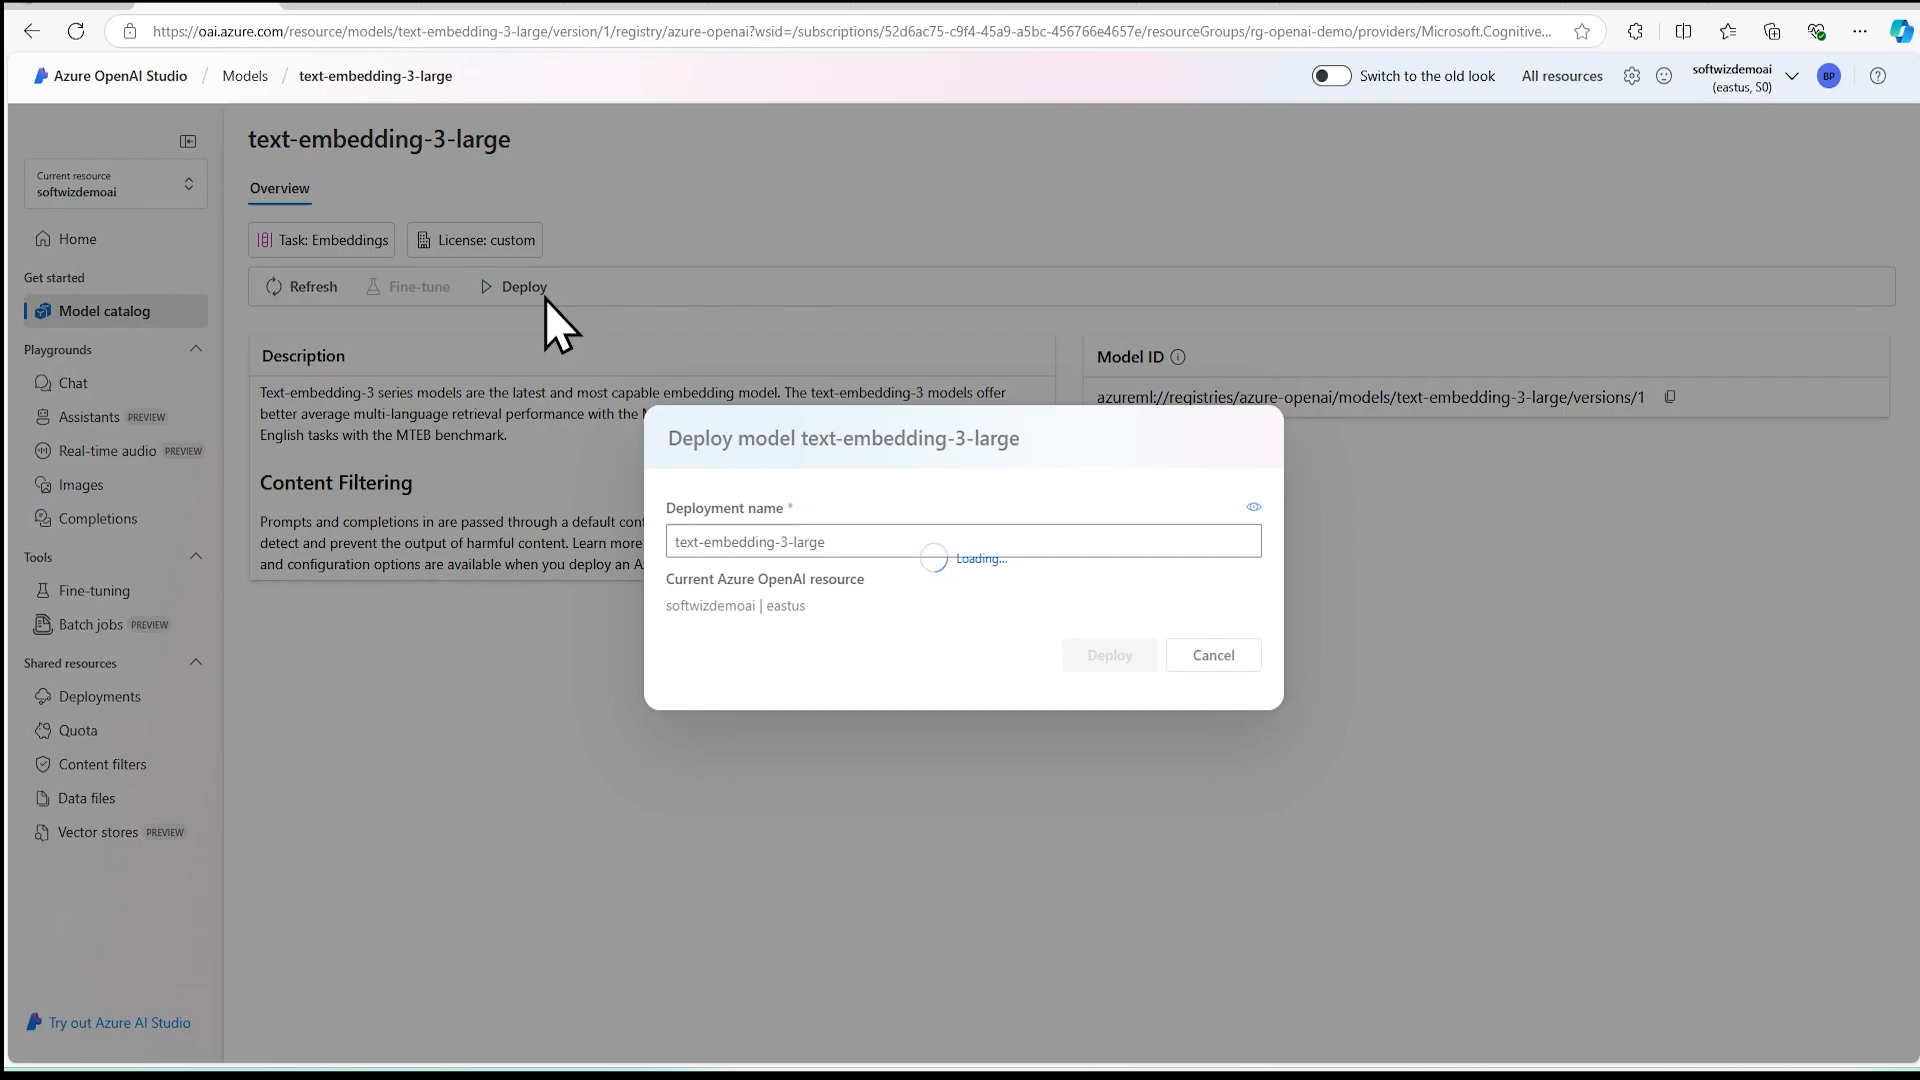 https://oai.azure.com/resource/models/text-embedding-3-large/version/1/registry/azure-openai?wsid=/subscriptions/52d6ac75-c9f4-45a9-a5bc-456766e4657e/resourceGroups/rg-openai-demo/providers/Microsoft.Cognitive...
Azure OpenAI Studio / Models / text-embedding-3-large
Switch to the old look
All resources
softwizdemoai
(eastus, S0)
BP
Current resource
softwizdemoai
Home
Get started
Model catalog
Playgrounds
Chat
Assistants PREVIEW
Real-time audio PREVIEW
Images
Completions
Tools
Fine-tuning
Batch jobs PREVIEW
Shared resources
Deployments
Quota
Content filters
Data files
Vector stores PREVIEW
Try out Azure AI Studio
text-embedding-3-large
Overview
Task: Embeddings
License: custom
Refresh
Fine-tune
Deploy
Description
Text-embedding-3 series models are the latest and most capable embedding model. The text-embedding-3 models offer
better average multi-language retrieval performance with the
English tasks with the MTEB benchmark.
Content Filtering
Prompts and completions in are passed through a default
detect and prevent the output of harmful content. Learn more
and configuration options are available when you deploy an
Model ID
azureml://registries/azure-openai/models/text-embedding-3-large/versions/1
Deploy model text-embedding-3-large
Deployment name *
text-embedding-3-large
Loading...
Current Azure OpenAI resource
softwizdemoai | eastus
Deploy
Cancel